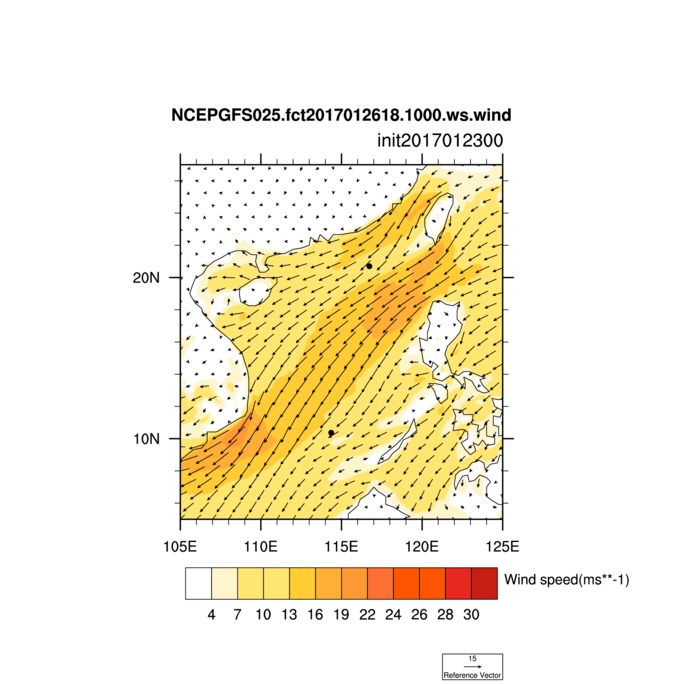 NCEPGFS025.fct2017012618.1000.ws.wind
init2017012300
20N
10N
105E 110E 115E 120E 125E
Wind speed(ms**-1)
4 7 10 13 16 19 22 24 26 28 30
15
Reference Vector